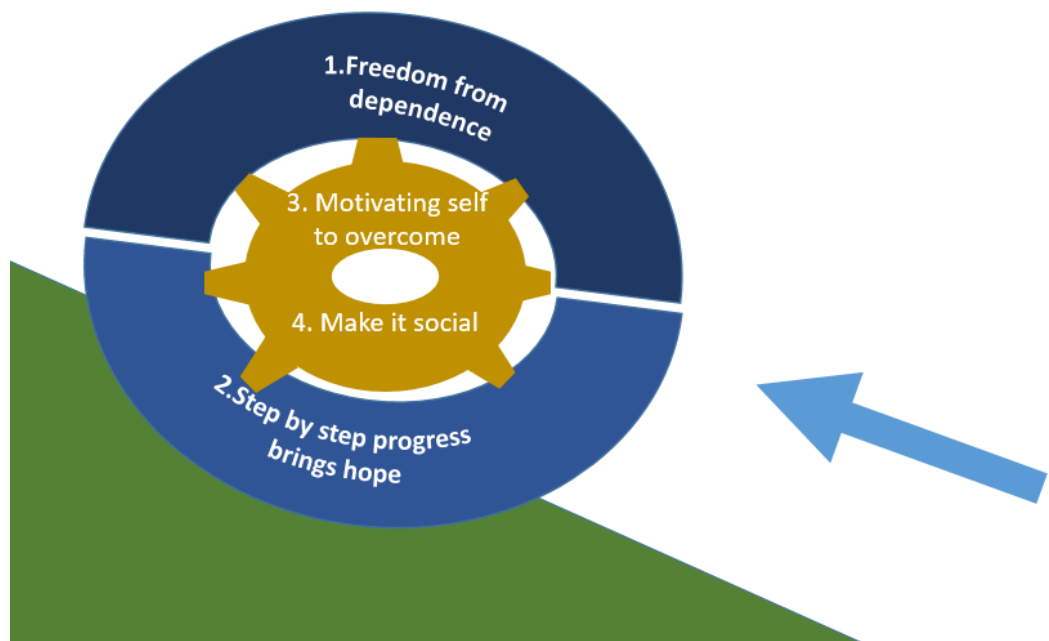 1.Freedom from
dependence
3. Motivating self
to overcome
4. Make it social
2.Step by step progress
brings hope